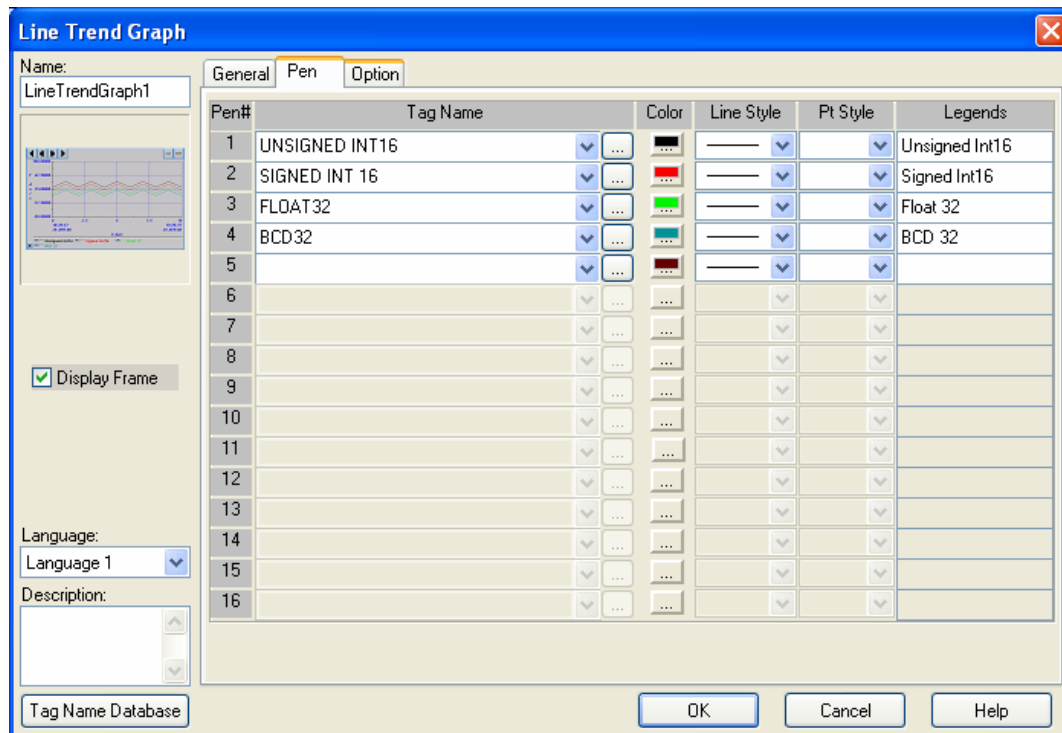 Line Trend Graph
Name:
LineTrendGraph1
General Pen Option
Pen# Tag Name Color Line Style Pt Style Legends
1 UNSIGNED INT16 ... ... Unsigned Int16
2 SIGNED INT 16 ... ... Signed Int16
3 FLOAT32 ... ... Float 32
4 BCD32 ... ... BCD 32
5 ... ...
6 ... ...
7 ... ...
8 ... ...
9 ... ...
10 ... ...
11 ... ...
12 ... ...
13 ... ...
14 ... ...
15 ... ...
16 ... ...
Display Frame
Language:
Language 1
Description:
Tag Name Database
OK Cancel Help